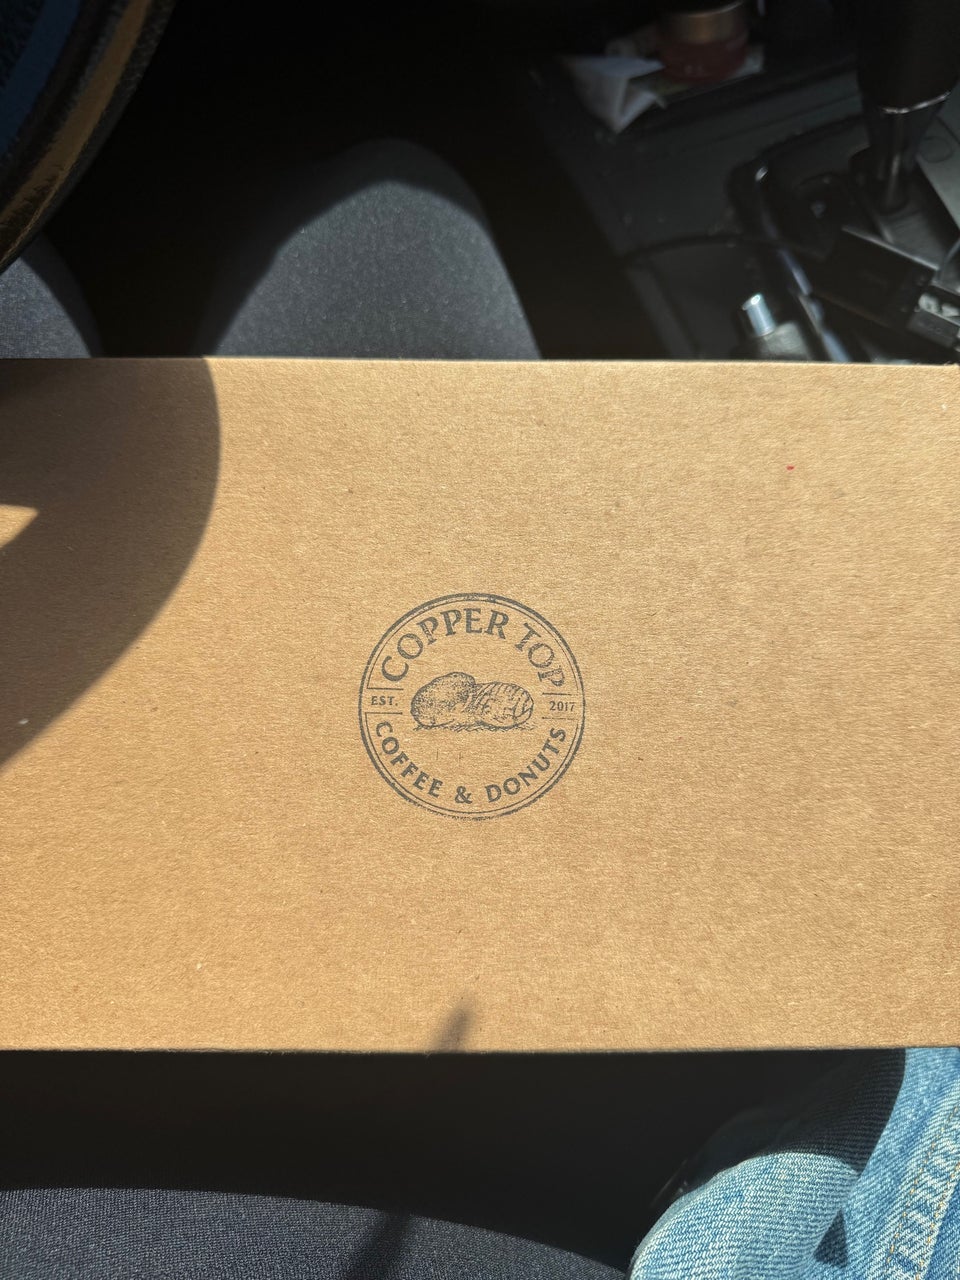 COPPER TOP
EST. 2017
COFFEE & DONUTS